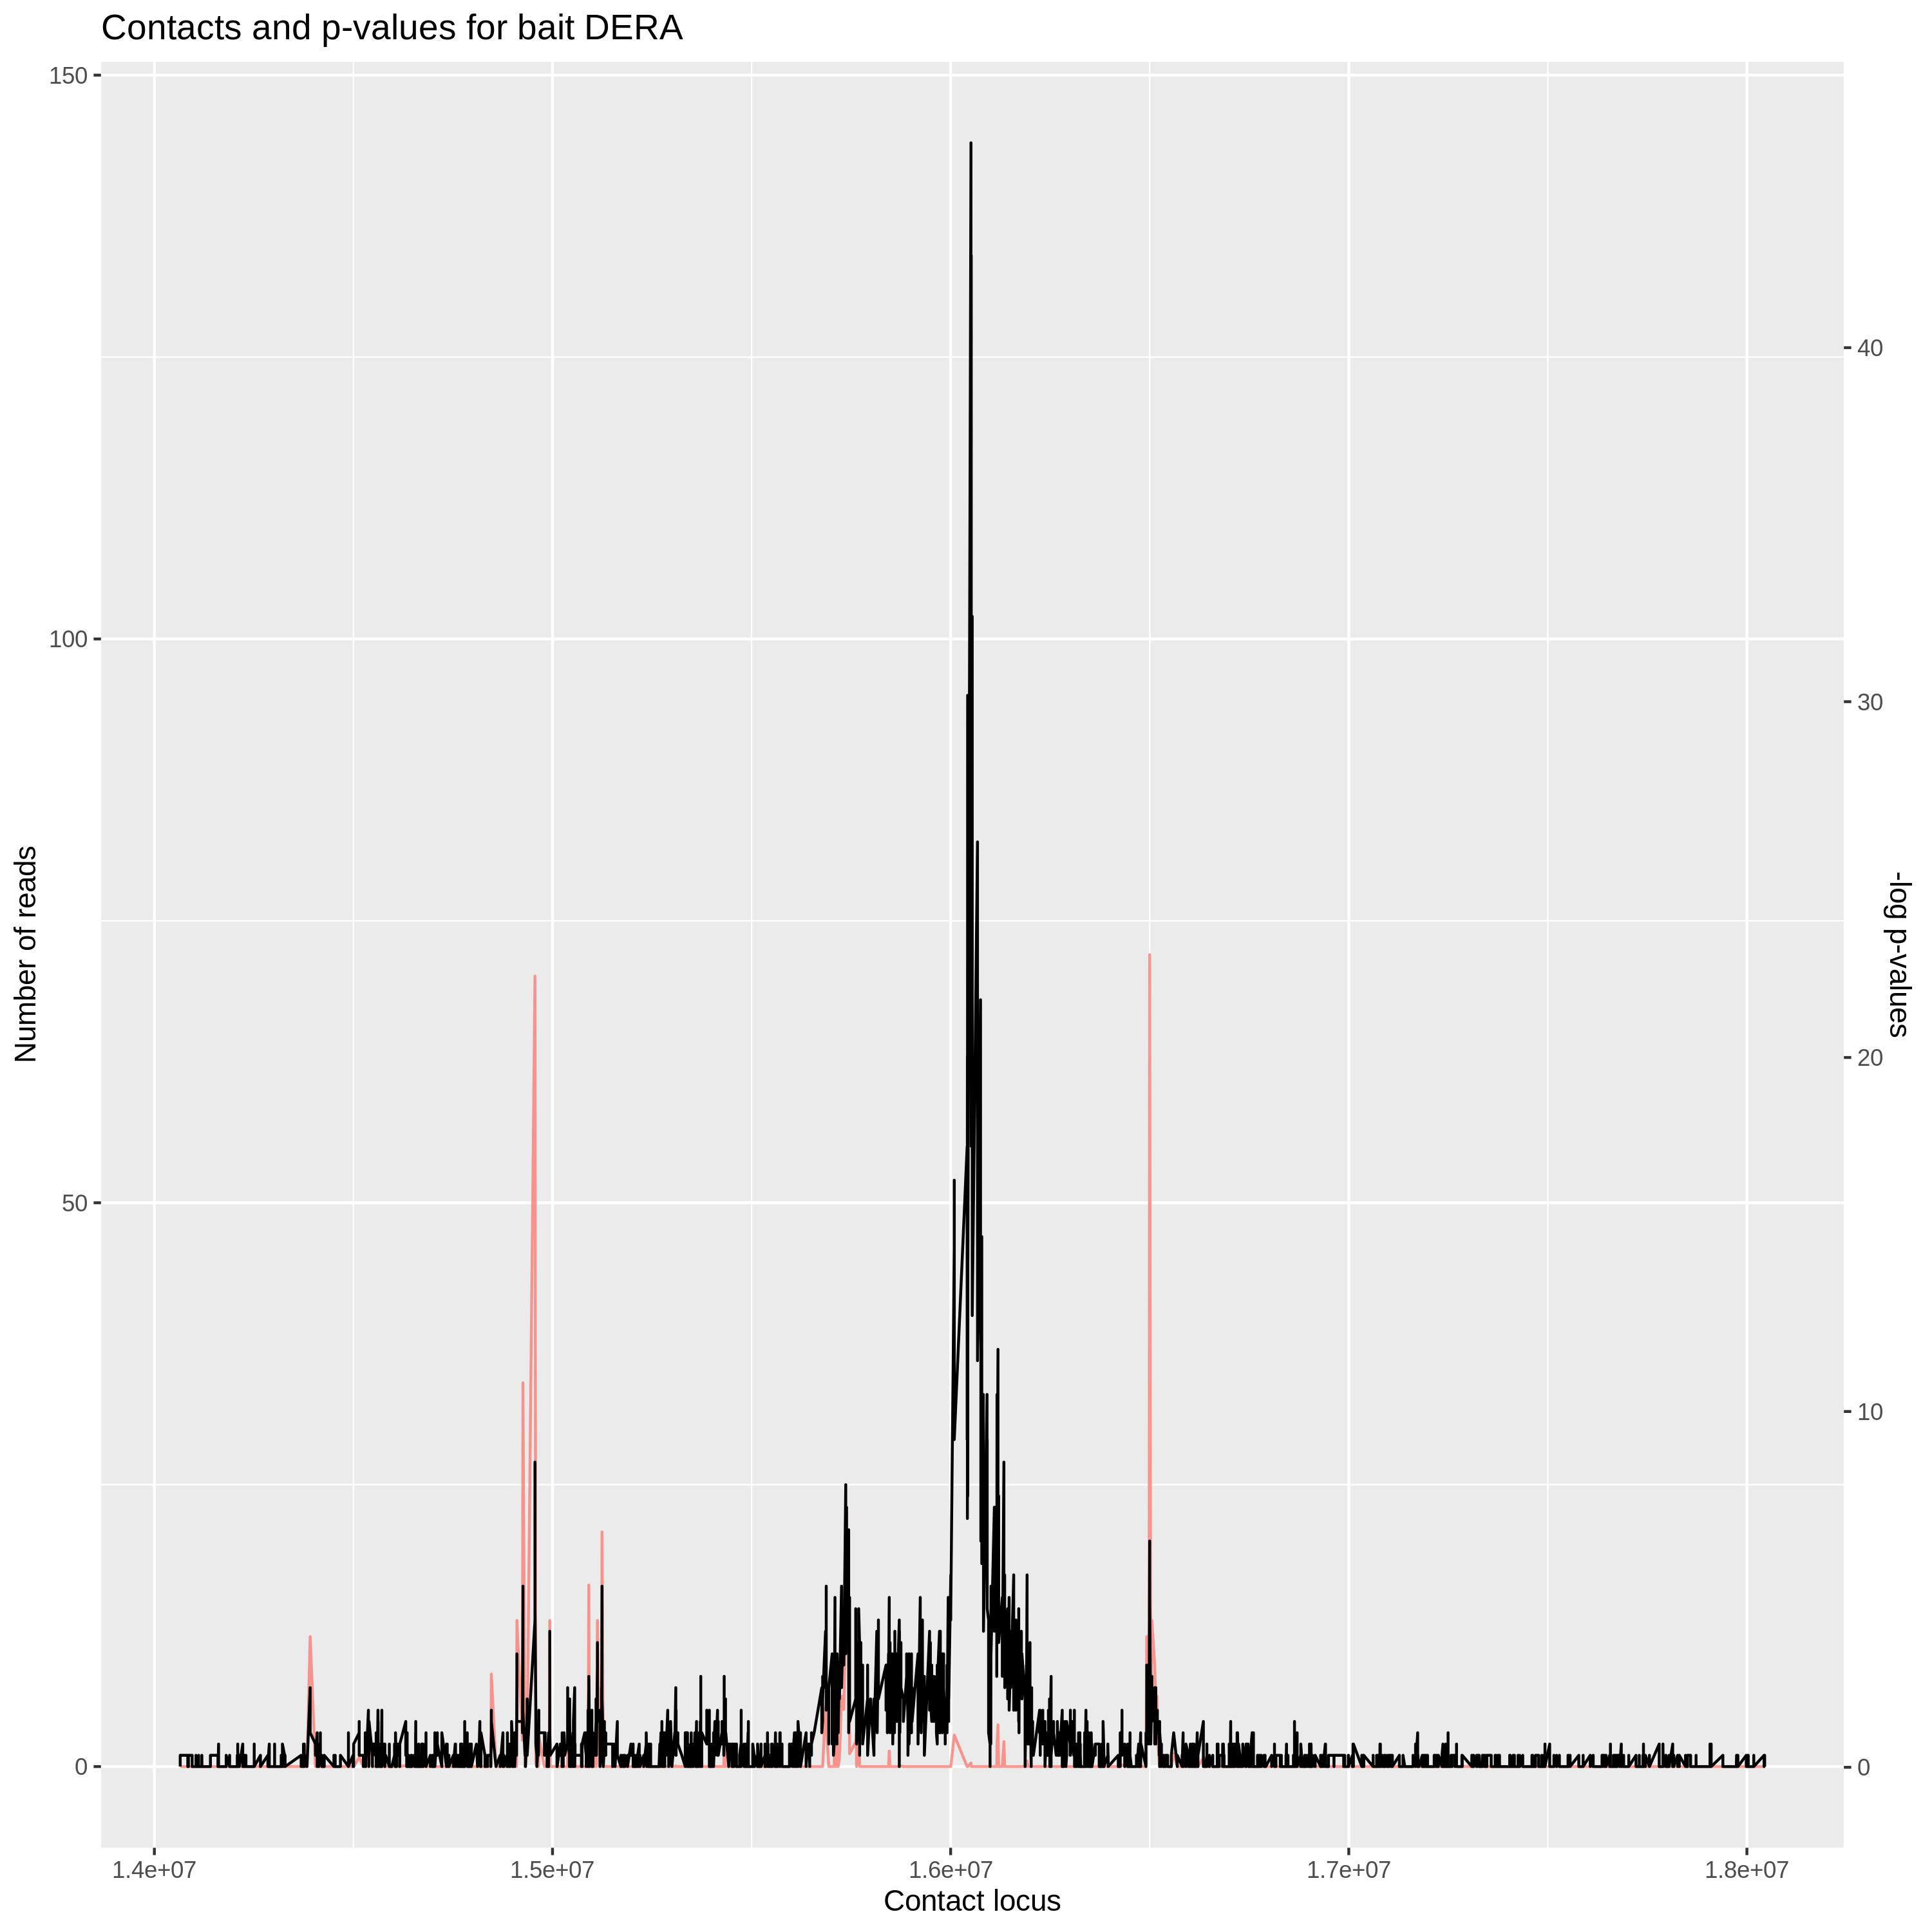 Contacts and p-values for bait DERA
150
100
50
0
Number of reads
40
30
20
10
0
-log p-values
1.4e+07 1.5e+07 1.6e+07 1.7e+07 1.8e+07
Contact locus